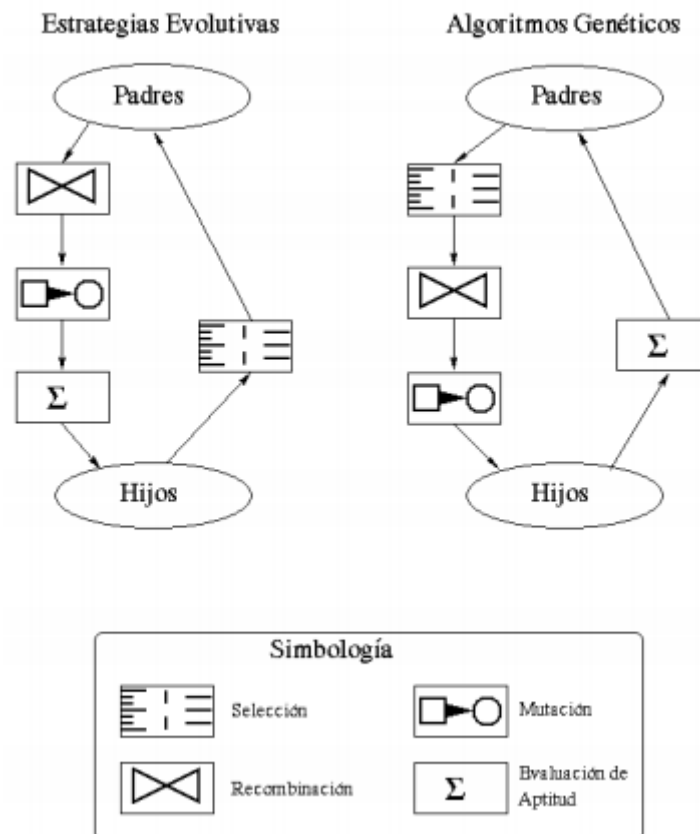 Estrategias Evolutivas
Algoritmos Genéticos
Padres
Padres
Σ
Σ
Hijos
Hijos
Simbología
Selección
Mutación
Recombinación
Σ
Evaluación de
Aptitud